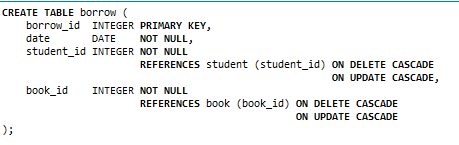 CREATE TABLE borrow (
    borrow_id  INTEGER PRIMARY KEY,
    date       DATE    NOT NULL,
    student_id INTEGER NOT NULL
                       REFERENCES student (student_id) ON DELETE CASCADE
                                                       ON UPDATE CASCADE,
    book_id    INTEGER NOT NULL
                       REFERENCES book (book_id) ON DELETE CASCADE
                                                 ON UPDATE CASCADE
);